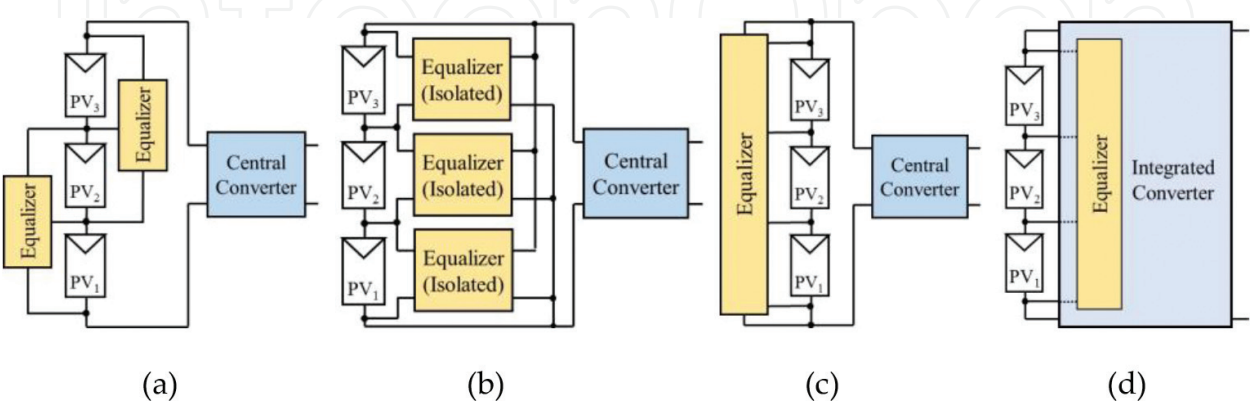 PV₃
PV₂
PV₁
Equalizer
Equalizer
Central
Converter
(a)
PV₃
PV₂
PV₁
Equalizer
(Isolated)
Equalizer
(Isolated)
Equalizer
(Isolated)
Central
Converter
(b)
Equalizer
PV₃
PV₂
PV₁
Central
Converter
(c)
PV₃
PV₂
PV₁
Equalizer
Integrated
Converter
(d)